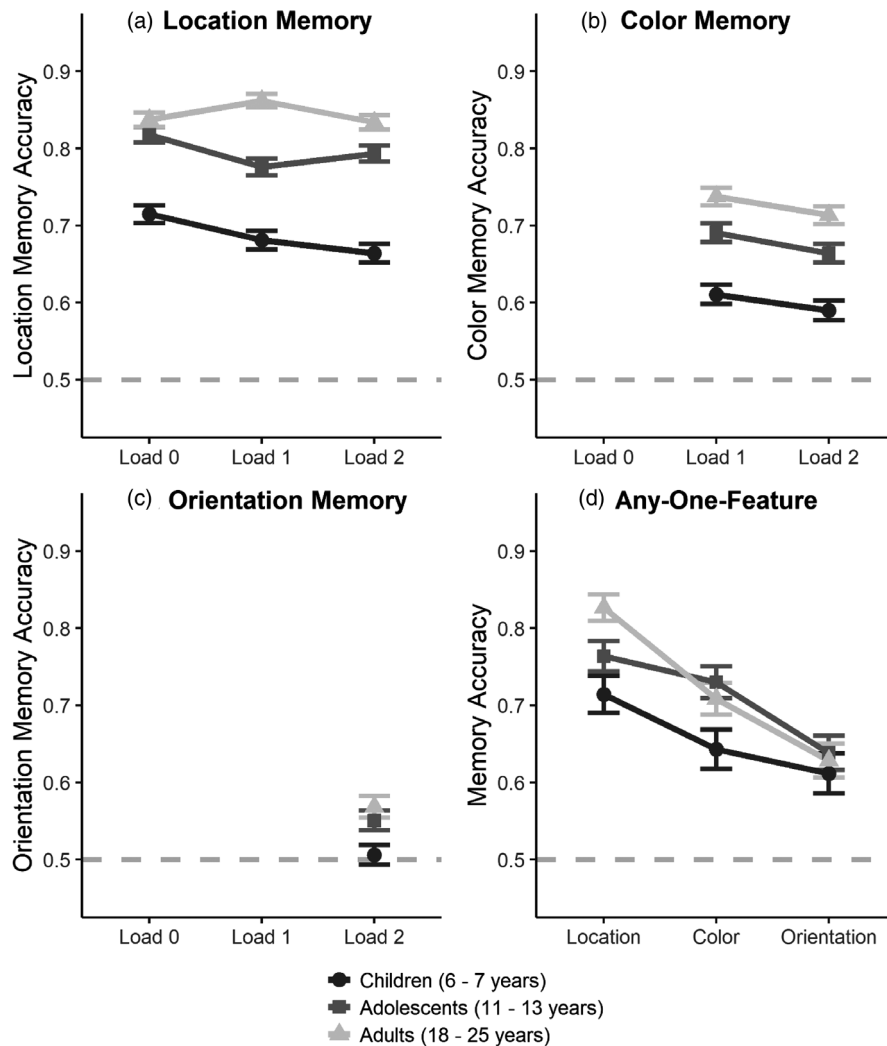 (a) Location Memory
Location Memory Accuracy
0.9
0.8
0.7
0.6
0.5
Load 0 Load 1 Load 2
(b) Color Memory
Color Memory Accuracy
0.9
0.8
0.7
0.6
0.5
Load 0 Load 1 Load 2
(c) Orientation Memory
Orientation Memory Accuracy
0.9
0.8
0.7
0.6
0.5
Load 0 Load 1 Load 2
(d) Any-One-Feature
Memory Accuracy
0.9
0.8
0.7
0.6
0.5
Location Color Orientation
Children (6 - 7 years)
Adolescents (11 - 13 years)
Adults (18 - 25 years)